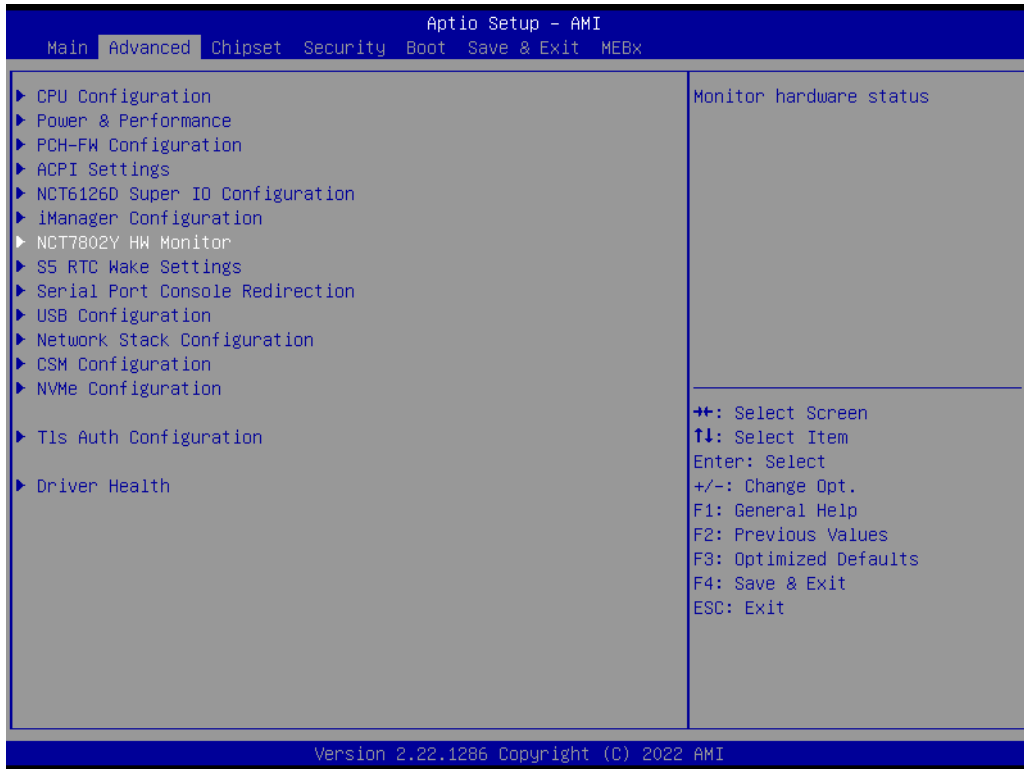 Aptio Setup – AMI
Main Advanced Chipset Security Boot Save & Exit MEBx
▶ CPU Configuration
▶ Power & Performance
▶ PCH-FW Configuration
▶ ACPI Settings
▶ NCT6126D Super IO Configuration
▶ iManager Configuration
▶ NCT7802Y HW Monitor
▶ S5 RTC Wake Settings
▶ Serial Port Console Redirection
▶ USB Configuration
▶ Network Stack Configuration
▶ CSM Configuration
▶ NVMe Configuration
▶ Tls Auth Configuration
▶ Driver Health
Monitor hardware status
→←: Select Screen
↑↓: Select Item
Enter: Select
+/-: Change Opt.
F1: General Help
F2: Previous Values
F3: Optimized Defaults
F4: Save & Exit
ESC: Exit
Version 2.22.1286 Copyright (C) 2022 AMI